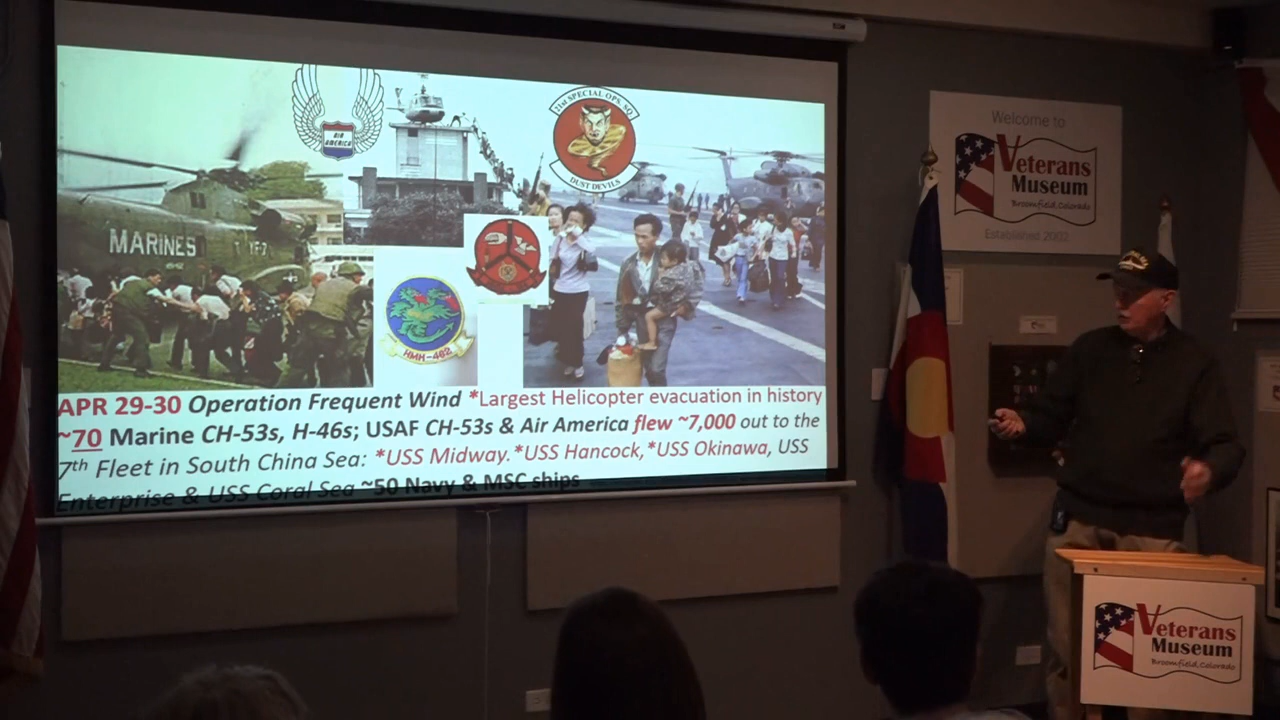 AIR AMERICA
21st SPECIAL OPS. SQ
DUST DEVILS
MARINES
YF-7
HMH-462
APR 29-30 Operation Frequent Wind *Largest Helicopter evacuation in history
~70 Marine CH-53s, H-46s; USAF CH-53s & Air America flew ~7,000 out to the
7th Fleet in South China Sea: *USS Midway.*USS Hancock,*USS Okinawa, USS
Enterprise & USS Coral Sea ~50 Navy & MSC ships
Welcome to
Veterans
Museum
Broomfield, Colorado
Established 2002
Veterans
Museum
Broomfield, Colorado